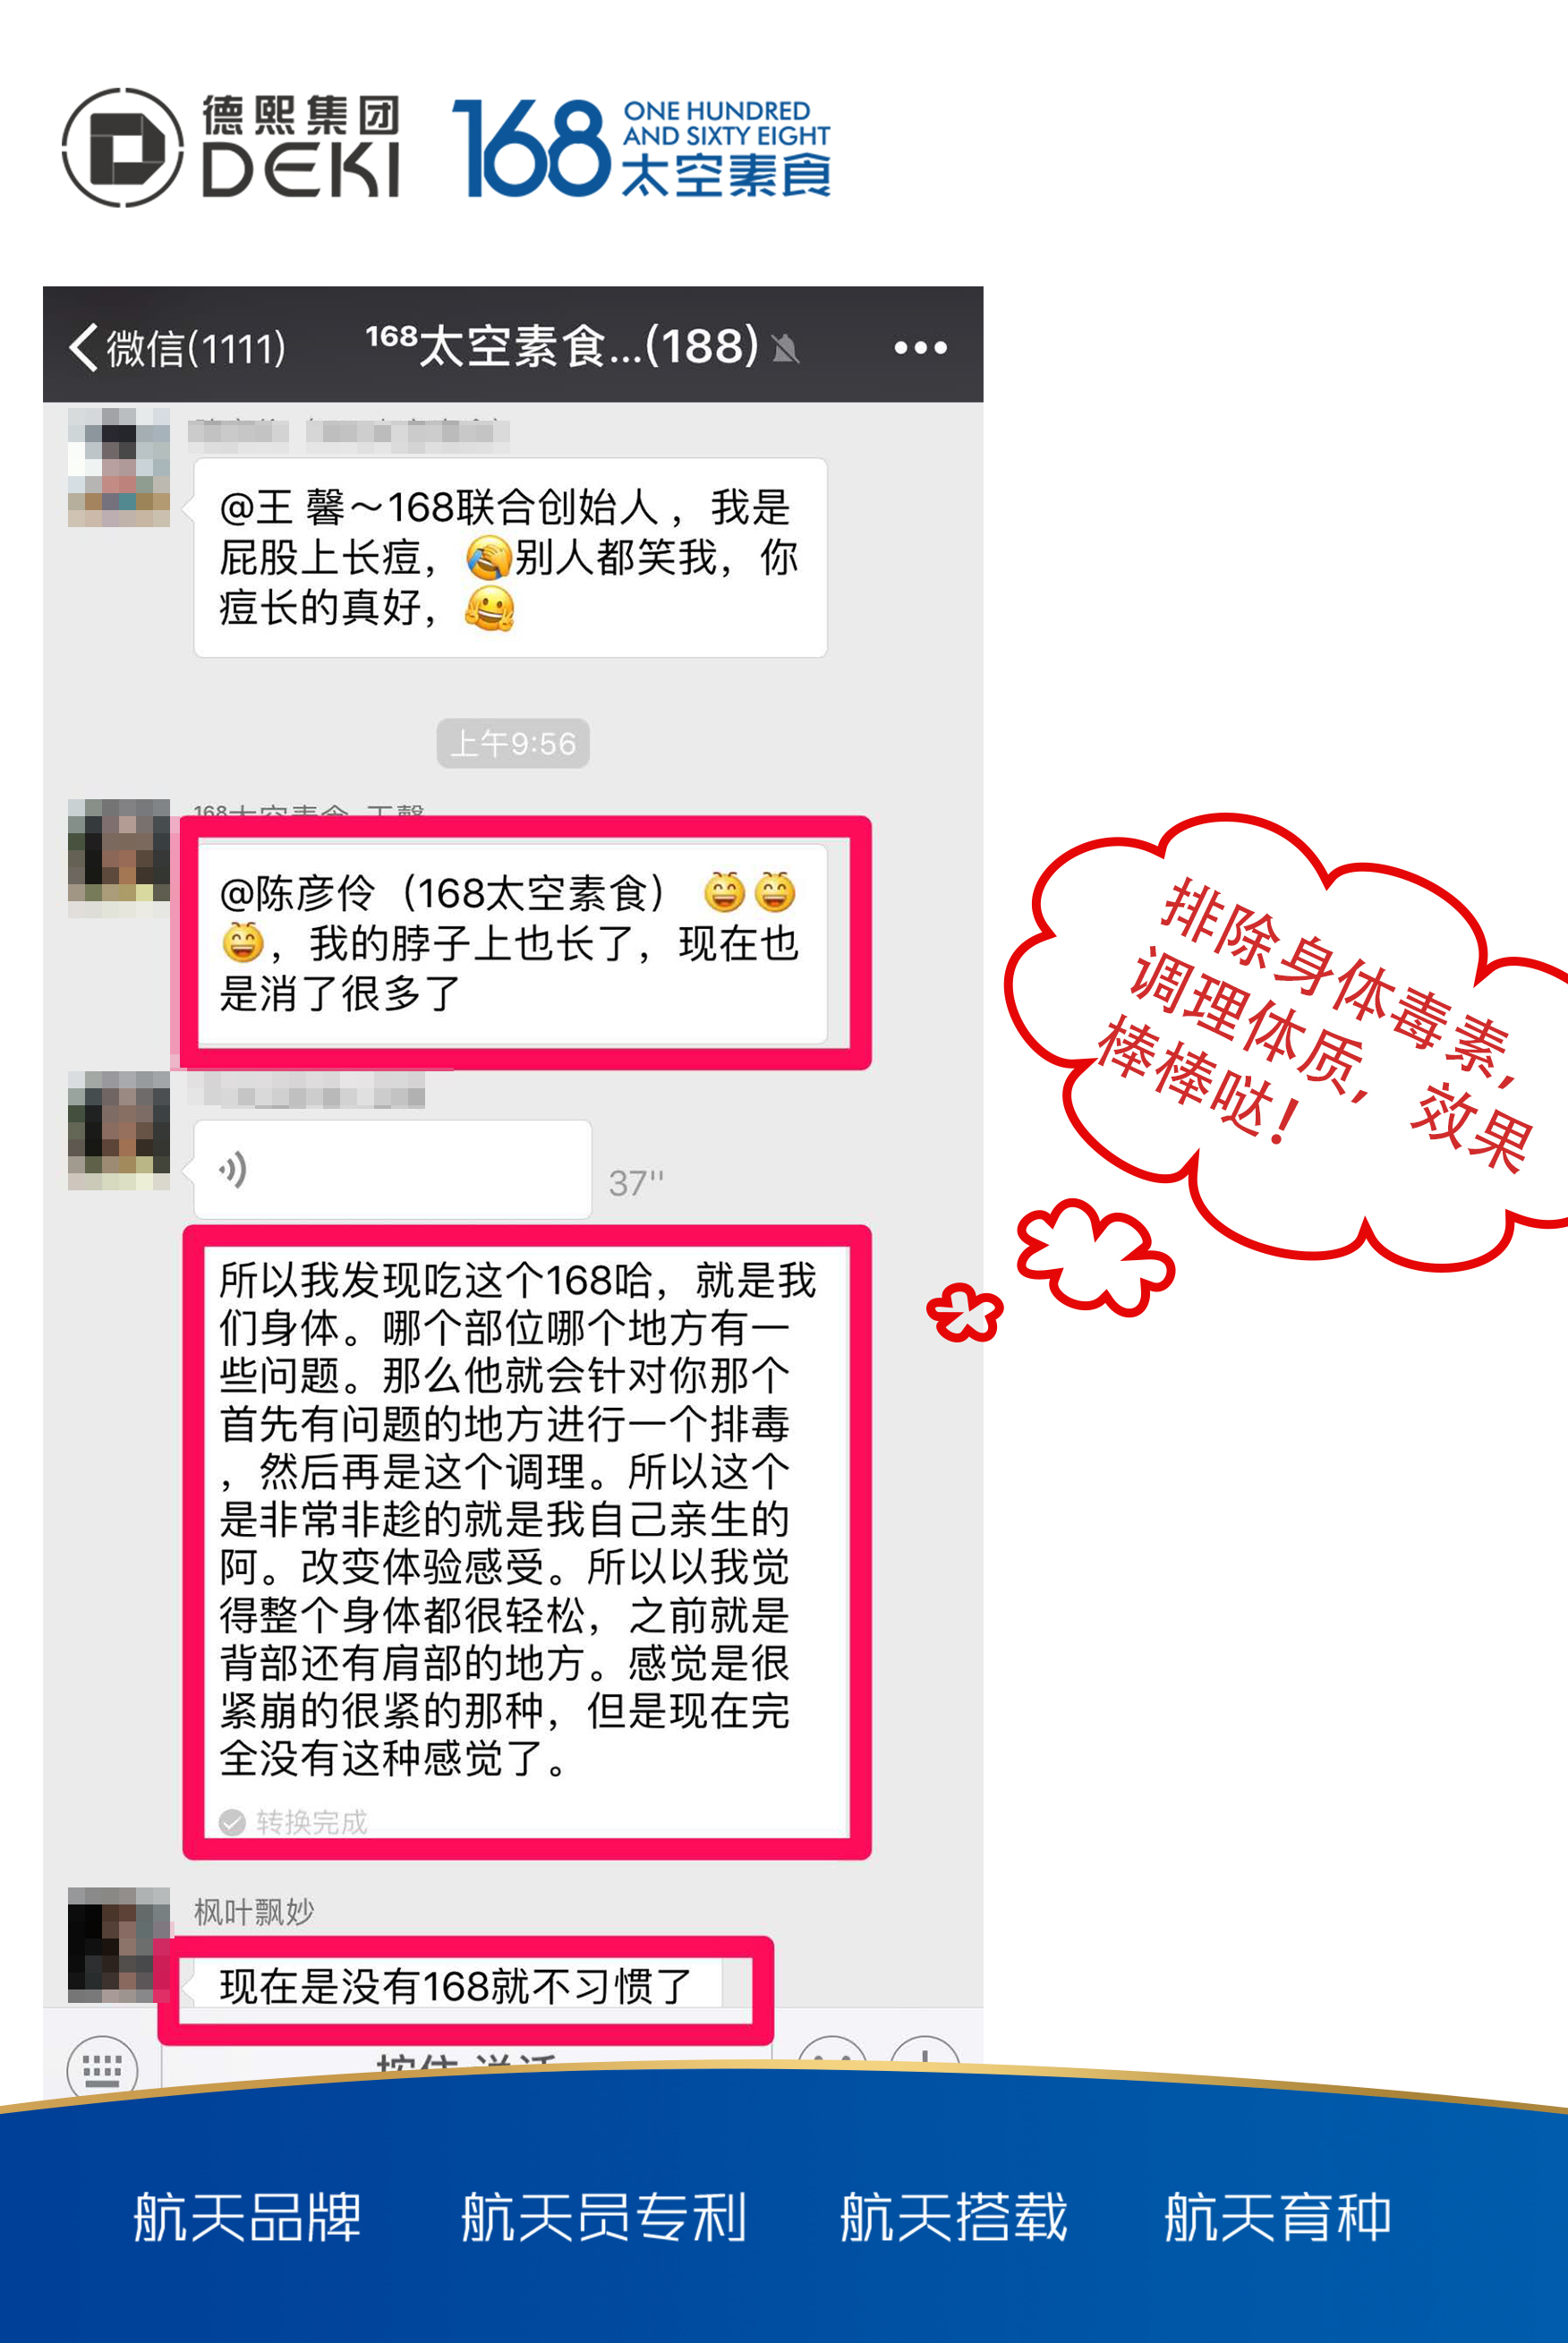 德熙集团
DEKI
168
ONE HUNDRED
AND SIXTY EIGHT
太空素食
微信(1111)
168太空素食...(188)
@王 馨～168联合创始人，我是
屁股上长痘，别人都笑我，你
痘长的真好，
上午9:56
168太空素食 王馨
@陈彦伶（168太空素食）
，我的脖子上也长了，现在也
是消了很多了
37''
所以我发现吃这个168哈，就是我
们身体。哪个部位哪个地方有一
些问题。那么他就会针对你那个
首先有问题的地方进行一个排毒
，然后再是这个调理。所以这个
是非常非趁的就是我自己亲生的
阿。改变体验感受。所以以我觉
得整个身体都很轻松，之前就是
背部还有肩部的地方。感觉是很
紧崩的很紧的那种，但是现在完
全没有这种感觉了。
转换完成
枫叶飘妙
现在是没有168就不习惯了
按住 说话
排除身体毒素，
调理体质，效果
棒棒哒！
航天品牌
航天员专利
航天搭载
航天育种